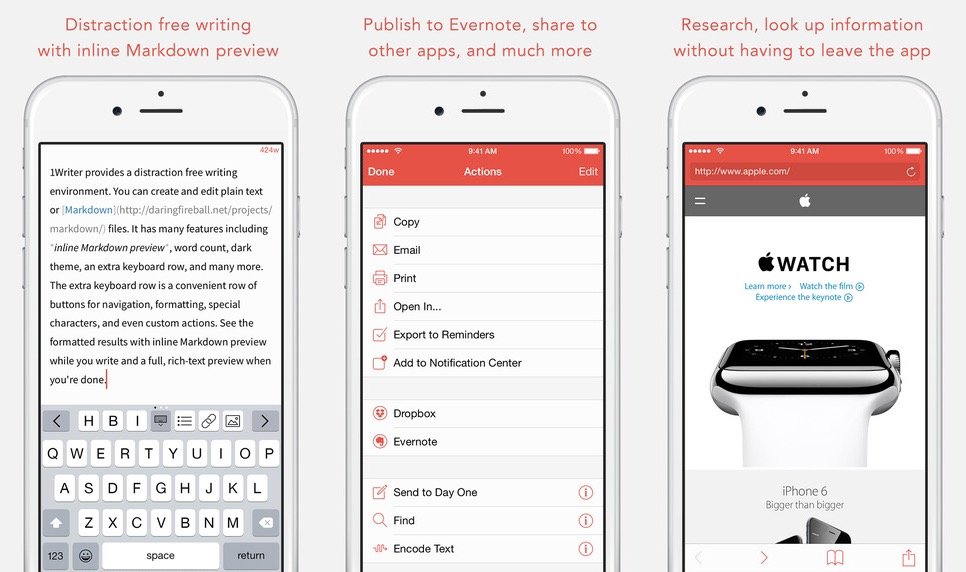 Distraction free writing
with inline Markdown preview
424w
1Writer provides a distraction free writing
environment. You can create and edit plain text
or [Markdown](http://daringfireball.net/projects/
markdown/) files. It has many features including
*inline Markdown preview*, word count, dark
theme, an extra keyboard row, and many more.
The extra keyboard row is a convenient row of
buttons for navigation, formatting, special
characters, and even custom actions. See the
formatted results with inline Markdown preview
while you write and a full, rich-text preview when
you're done.
H B I
Q W E R T Y U I O P
A S D F G H J K L
Z X C V B N M
123 space return
Publish to Evernote, share to
other apps, and much more
9:41 AM 100%
Done Actions Edit
Copy
Email
Print
Open In...
Export to Reminders
Add to Notification Center
Dropbox
Evernote
Send to Day One
Find
Encode Text
Research, look up information
without having to leave the app
9:41 AM 100%
http://www.apple.com/
WATCH
Learn more > Watch the film
Experience the keynote
iPhone 6
Bigger than bigger